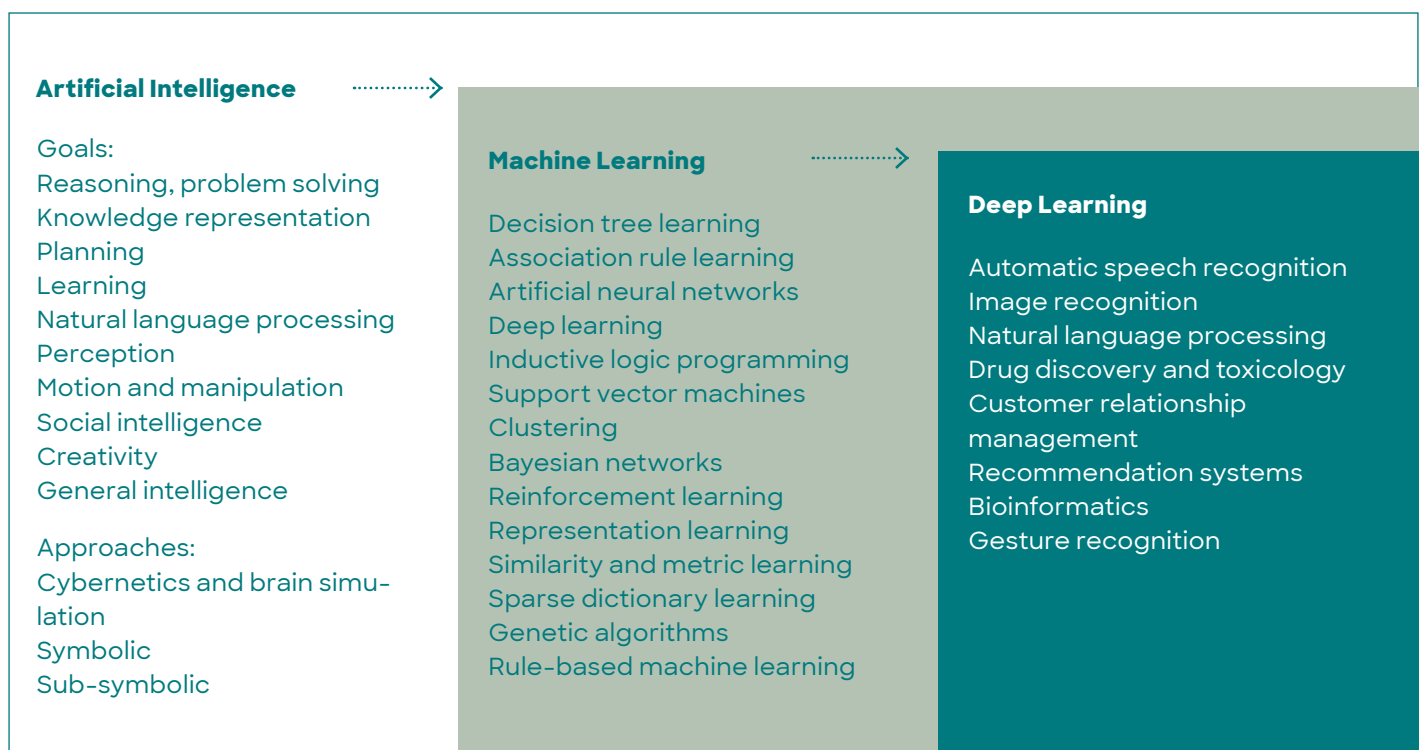 Artificial Intelligence
Goals:
Reasoning, problem solving
Knowledge representation
Planning
Learning
Natural language processing
Perception
Motion and manipulation
Social intelligence
Creativity
General intelligence
Approaches:
Cybernetics and brain simu-
lation
Symbolic
Sub-symbolic
Machine Learning
Decision tree learning
Association rule learning
Artificial neural networks
Deep learning
Inductive logic programming
Support vector machines
Clustering
Bayesian networks
Reinforcement learning
Representation learning
Similarity and metric learning
Sparse dictionary learning
Genetic algorithms
Rule-based machine learning
Deep Learning
Automatic speech recognition
Image recognition
Natural language processing
Drug discovery and toxicology
Customer relationship
management
Recommendation systems
Bioinformatics
Gesture recognition